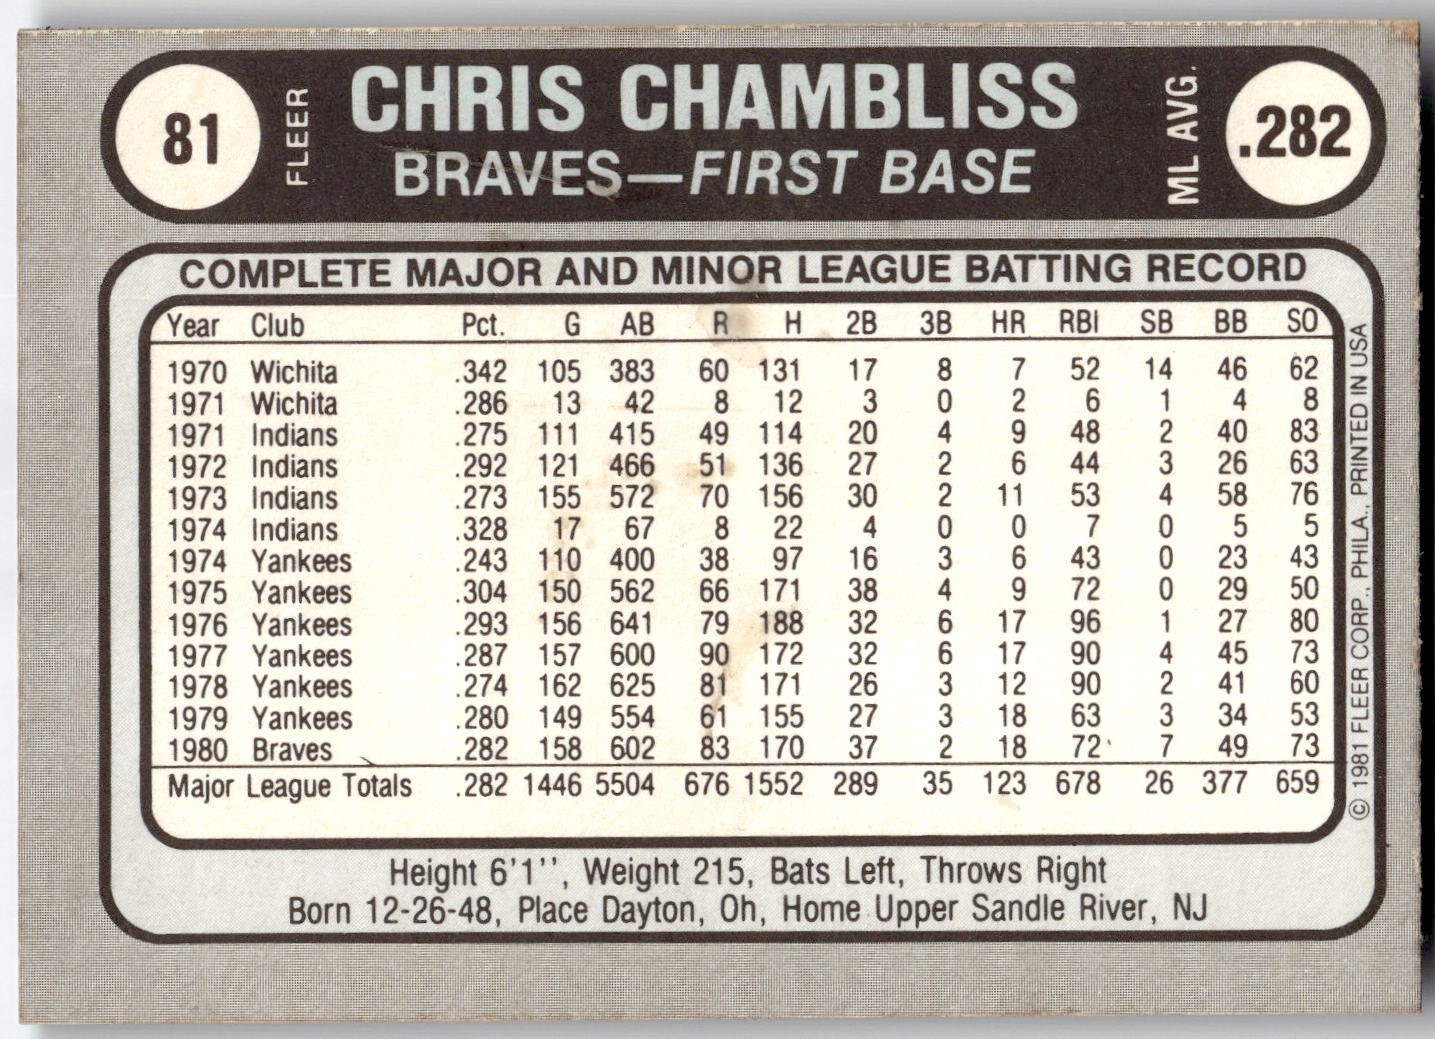 81
FLEER
CHRIS CHAMBLISS
BRAVES—FIRST BASE
ML AVG.
.282
COMPLETE MAJOR AND MINOR LEAGUE BATTING RECORD
Year Club Pct. G AB R H 2B 3B HR RBI SB BB SO
1970 Wichita .342 105 383 60 131 17 8 7 52 14 46 62
1971 Wichita .286 13 42 8 12 3 0 2 6 1 4 8
1971 Indians .275 111 415 49 114 20 4 9 48 2 40 83
1972 Indians .292 121 466 51 136 27 2 6 44 3 26 63
1973 Indians .273 155 572 70 156 30 2 11 53 4 58 76
1974 Indians .328 17 67 8 22 4 0 0 7 0 5 5
1974 Yankees .243 110 400 38 97 16 3 6 43 0 23 43
1975 Yankees .304 150 562 66 171 38 4 9 72 0 29 50
1976 Yankees .293 156 641 79 188 32 6 17 96 1 27 80
1977 Yankees .287 157 600 90 172 32 6 17 90 4 45 73
1978 Yankees .274 162 625 81 171 26 3 12 90 2 41 60
1979 Yankees .280 149 554 61 155 27 3 18 63 3 34 53
1980 Braves .282 158 602 83 170 37 2 18 72 7 49 73
Major League Totals .282 1446 5504 676 1552 289 35 123 678 26 377 659
Height 6'1'', Weight 215, Bats Left, Throws Right
Born 12-26-48, Place Dayton, Oh, Home Upper Sandle River, NJ
© 1981 FLEER CORP., PHILA., PRINTED IN USA